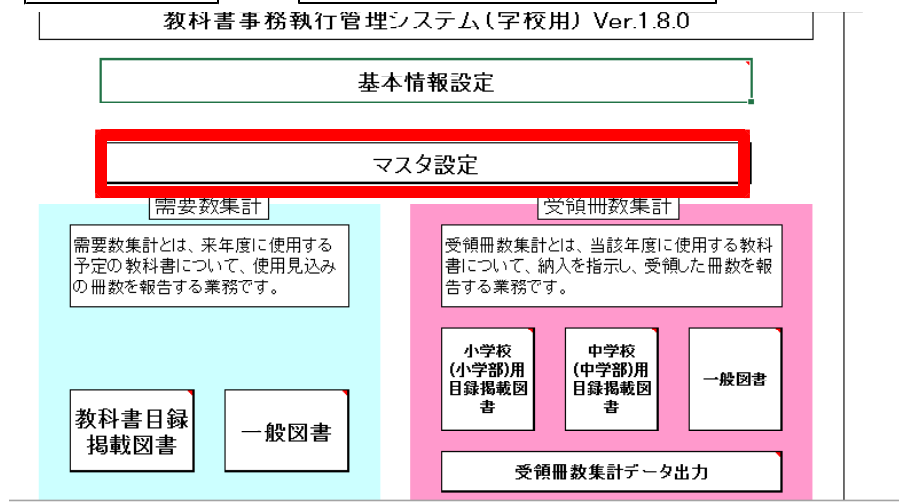 教科書事務執行管理システム(学校用) Ver.1.8.0
基本情報設定
マスタ設定
需要数集計
需要数集計とは、来年度に使用する
予定の教科書について、使用見込み
の冊数を報告する業務です。
教科書目録
掲載図書
一般図書
受領冊数集計
受領冊数集計とは、当該年度に使用する教科
書について、納入を指示し、受領した冊数を報
告する業務です。
小学校
(小学部)用
目録掲載図
書
中学校
(中学部)用
目録掲載図
書
一般図書
受領冊数集計データ出力